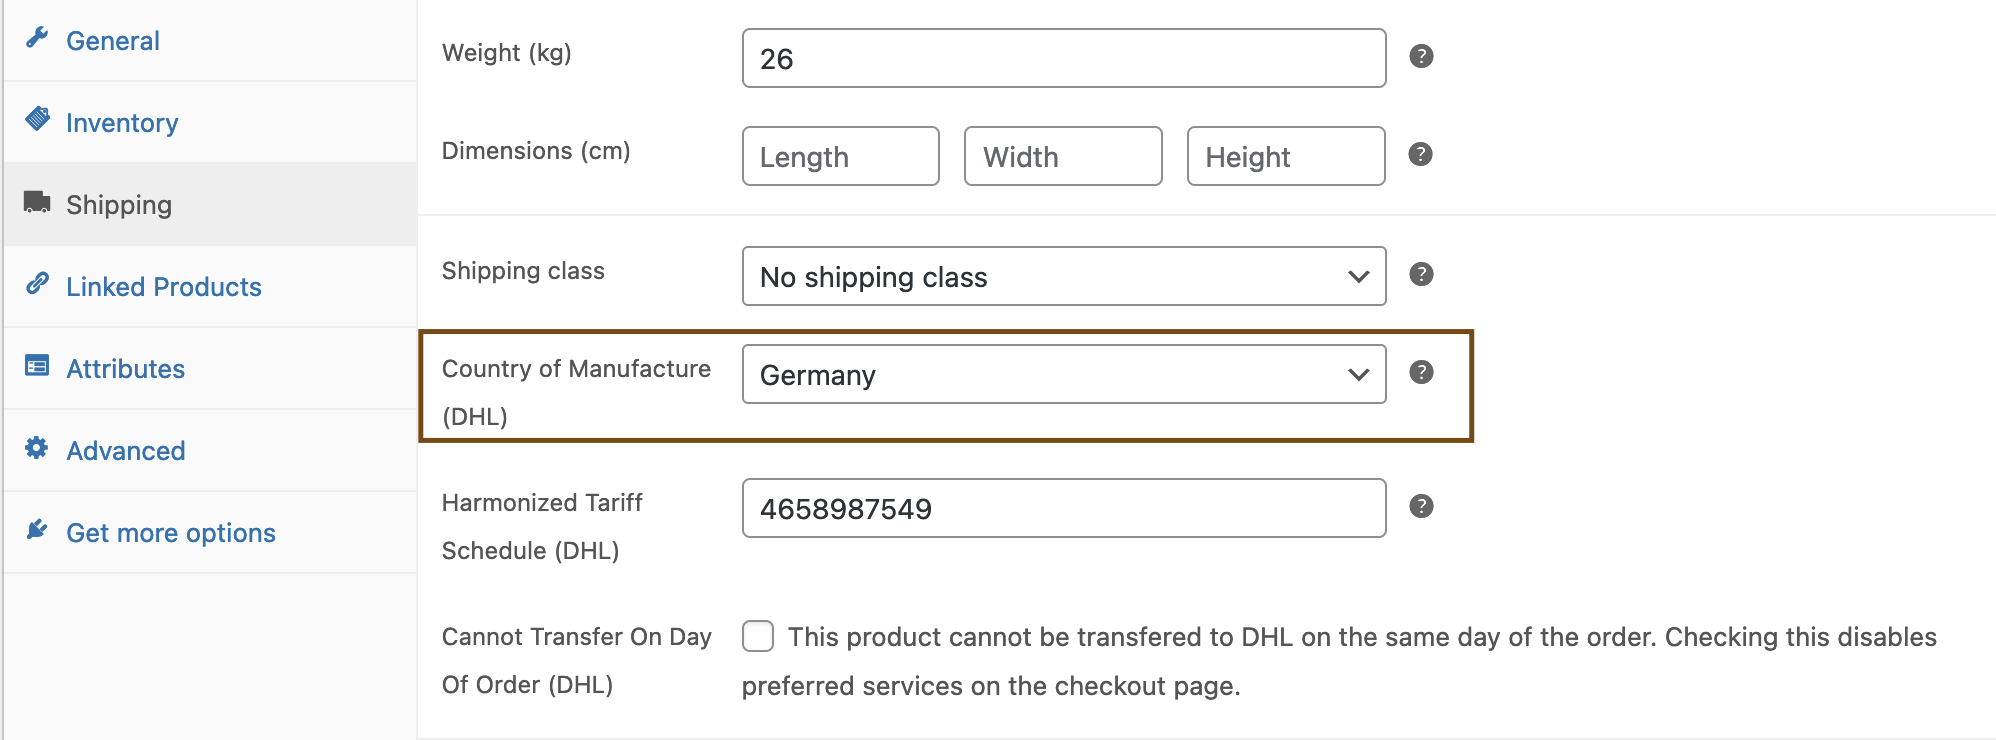 General
Inventory
Shipping
Linked Products
Attributes
Advanced
Get more options
Weight (kg)
26
?
Dimensions (cm)
Length
Width
Height
?
Shipping class
No shipping class
?
Country of Manufacture
(DHL)
Germany
?
Harmonized Tariff
Schedule (DHL)
4658987549
?
Cannot Transfer On Day
Of Order (DHL)
This product cannot be transfered to DHL on the same day of the order. Checking this disables
preferred services on the checkout page.